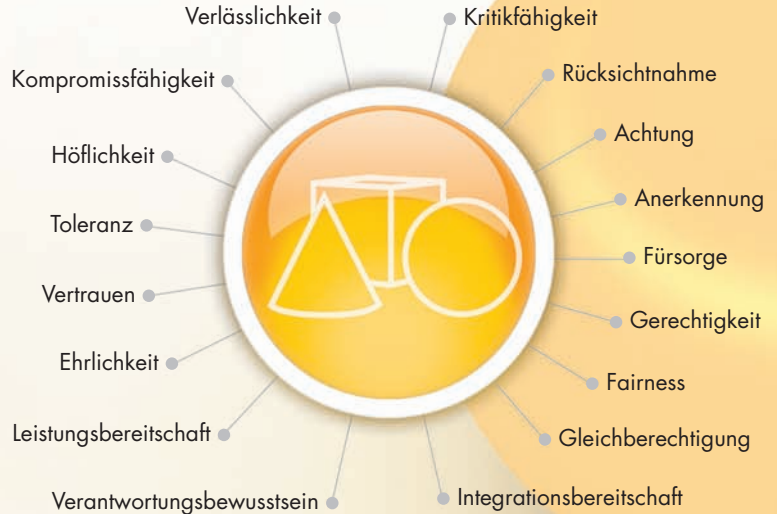 Verlässlichkeit
Kritikfähigkeit
Kompromissfähigkeit
Rücksichtnahme
Höflichkeit
Achtung
Toleranz
Anerkennung
Vertrauen
Fürsorge
Ehrlichkeit
Gerechtigkeit
Leistungsbereitschaft
Fairness
Verantwortungsbewusstsein
Gleichberechtigung
Integrationsbereitschaft